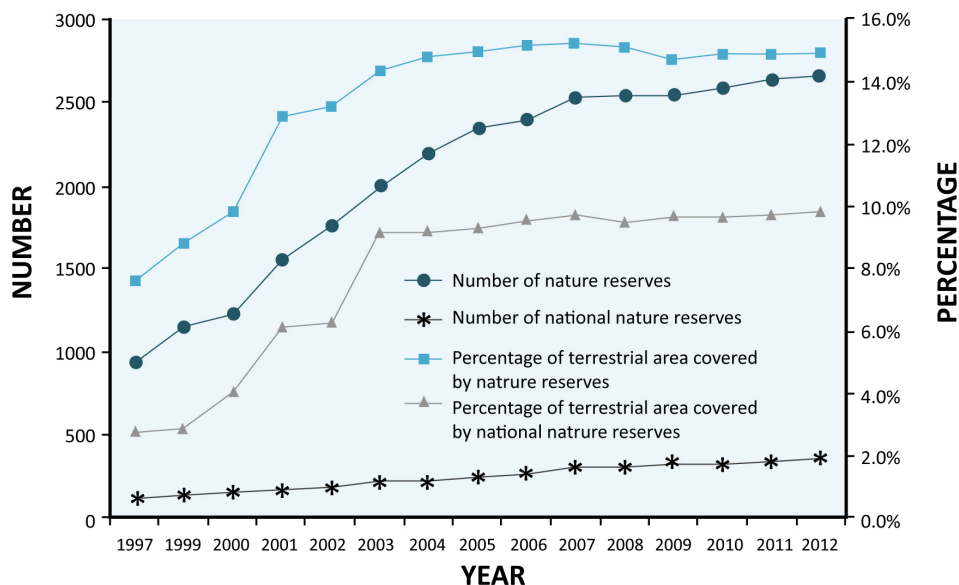 3000
2500
2000
1500
1000
500
0
NUMBER
16.0%
14.0%
12.0%
10.0%
8.0%
6.0%
4.0%
2.0%
0.0%
PERCENTAGE
Number of nature reserves
Number of national nature reserves
Percentage of terrestrial area covered
by natrure reserves
Percentage of terrestrial area covered
by national natrure reserves
1997 1999 2000 2001 2002 2003 2004 2005 2006 2007 2008 2009 2010 2011 2012
YEAR